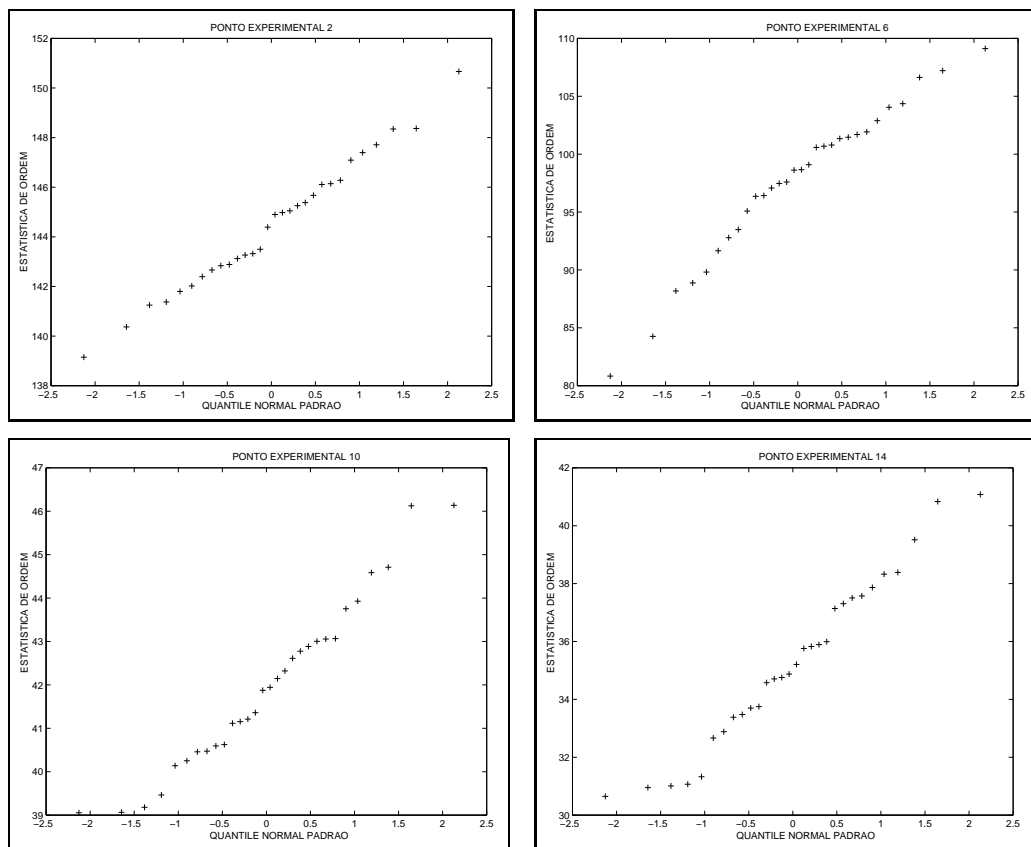 PONTO EXPERIMENTAL 2
152
150
148
146
144
142
140
138
ESTATISTICA DE ORDEM
−2.5 −2 −1.5 −1 −0.5 0 0.5 1 1.5 2 2.5
QUANTILE NORMAL PADRAO
PONTO EXPERIMENTAL 6
110
105
100
95
90
85
80
ESTATISTICA DE ORDEM
−2.5 −2 −1.5 −1 −0.5 0 0.5 1 1.5 2 2.5
QUANTILE NORMAL PADRAO
PONTO EXPERIMENTAL 10
47
46
45
44
43
42
41
40
39
ESTATISTICA DE ORDEM
−2.5 −2 −1.5 −1 −0.5 0 0.5 1 1.5 2 2.5
QUANTILE NORMAL PADRAO
PONTO EXPERIMENTAL 14
42
40
38
36
34
32
30
ESTATISTICA DE ORDEM
−2.5 −2 −1.5 −1 −0.5 0 0.5 1 1.5 2 2.5
QUANTILE NORMAL PADRAO